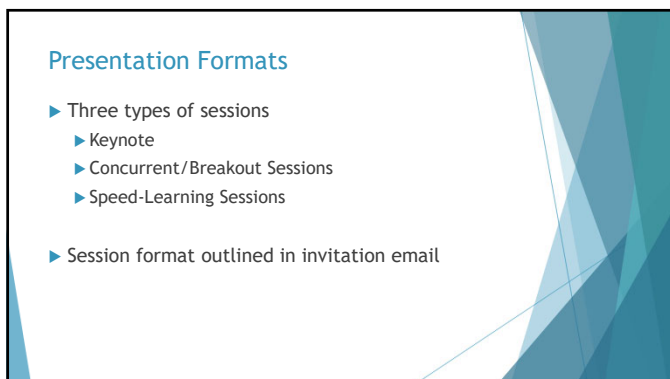 Presentation Formats
▶ Three types of sessions
▶ Keynote
▶ Concurrent/Breakout Sessions
▶ Speed-Learning Sessions
▶ Session format outlined in invitation email